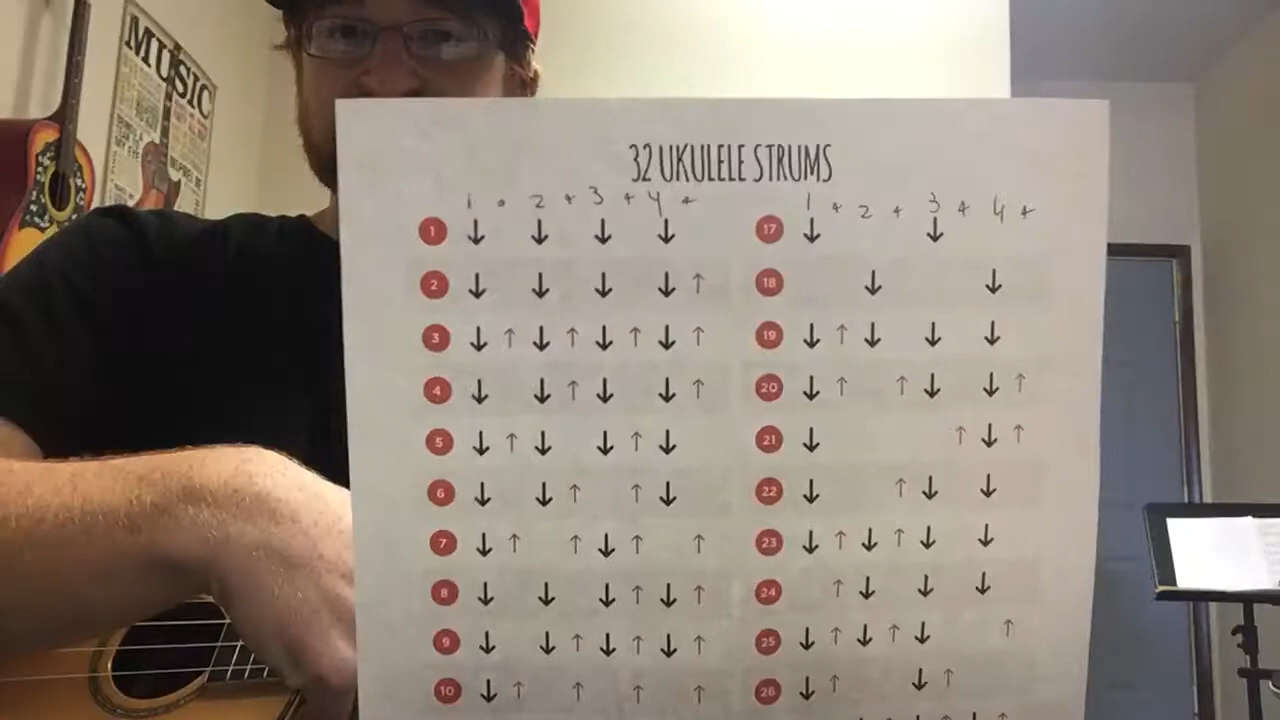 MUSIC
32 UKULELE STRUMS
1 + 2 + 3 + 4 +
1 + 2 + 3 + 4 +
1 ↓ ↓ ↓ ↓
2 ↓ ↓ ↓ ↓ ↑
3 ↓ ↑ ↓ ↑ ↓ ↑ ↓ ↑
4 ↓ ↓ ↑ ↓ ↓ ↑
5 ↓ ↑ ↓ ↓ ↑ ↓
6 ↓ ↓ ↑ ↑ ↓
7 ↓ ↑ ↑ ↓ ↑ ↑
8 ↓ ↓ ↓ ↑ ↓ ↑
9 ↓ ↓ ↑ ↓ ↑ ↓ ↑
10 ↓ ↑ ↑ ↑ ↑
17 ↓ ↓
18 ↓ ↓
19 ↓ ↑ ↓ ↓ ↓
20 ↓ ↑ ↑ ↓ ↓ ↑
21 ↓ ↑ ↓ ↑
22 ↓ ↑ ↓ ↓
23 ↓ ↑ ↓ ↑ ↓ ↓
24 ↑ ↓ ↓ ↓
25 ↓ ↑ ↓ ↑ ↓ ↑
26 ↓ ↑ ↓ ↑